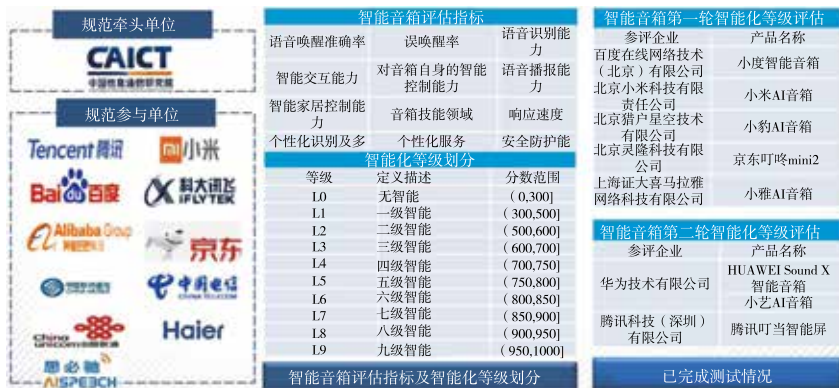 规范牵头单位
CAICT
中国信息通信研究院
规范参与单位
Tencent 腾讯
小米
Baidu 百度
科大讯飞
iFLYTEK
Alibaba Group
京东
中国电信
CHINA TELECOM
China
unicom中国联通
Haier
思必驰
AISPEECH
智能音箱评估指标
语音唤醒准确率 误唤醒率 语音识别能
力
智能交互能力 对音箱自身的智能
控制能力 语音播报能
力
智能家居控制能
力 音箱技能领域 响应速度
个性化识别及多 个性化服务 安全防护能
智能化等级划分
等级 定义描述 分数范围
L0 无智能 (0,300]
L1 一级智能 (300,500]
L2 二级智能 (500,600]
L3 三级智能 (600,700]
L4 四级智能 (700,750]
L5 五级智能 (750,800]
L6 六级智能 (800,850]
L7 七级智能 (850,900]
L8 八级智能 (900,950]
L9 九级智能 (950,1000]
智能音箱评估指标及智能化等级划分
智能音箱第一轮智能化等级评估
参评企业 产品名称
百度在线网络技术
（北京）有限公司 小度智能音箱
北京小米科技有限
责任公司 小米AI音箱
北京猎户星空技术
有限公司 小豹AI音箱
北京灵隆科技有限
公司 京东叮咚mini2
上海证大喜马拉雅
网络科技有限公司 小雅AI音箱
智能音箱第二轮智能化等级评估
参评企业 产品名称
华为技术有限公司 HUAWEI Sound X
智能音箱
小艺AI音箱
腾讯科技（深圳）
有限公司 腾讯叮当智能屏
已完成测试情况